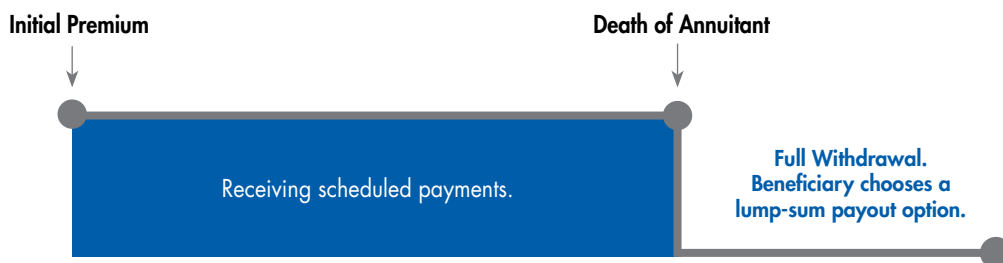 Initial Premium
Death of Annuitant
Receiving scheduled payments.
Full Withdrawal.
Beneficiary chooses a
lump-sum payout option.